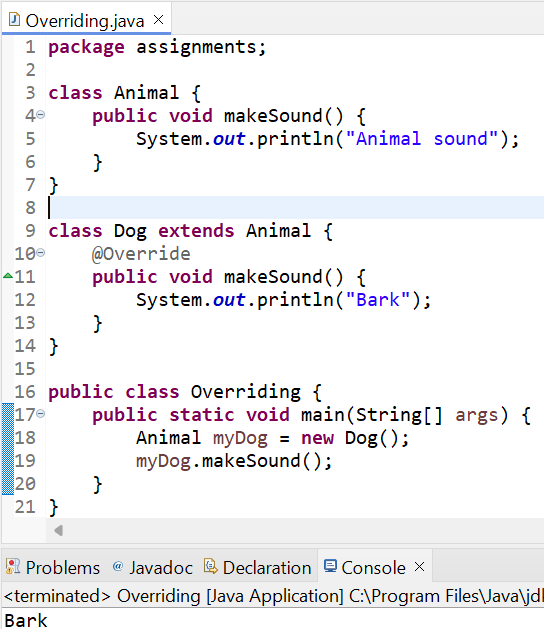 Overriding.java
1 package assignments;
2
3 class Animal {
4 public void makeSound() {
5 System.out.println("Animal sound");
6 }
7 }
8
9 class Dog extends Animal {
10 @Override
11 public void makeSound() {
12 System.out.println("Bark");
13 }
14 }
15
16 public class Overriding {
17 public static void main(String[] args) {
18 Animal myDog = new Dog();
19 myDog.makeSound();
20 }
21 }
Problems @ Javadoc Declaration Console
<terminated> Overriding [Java Application] C:\Program Files\Java\jdl
Bark